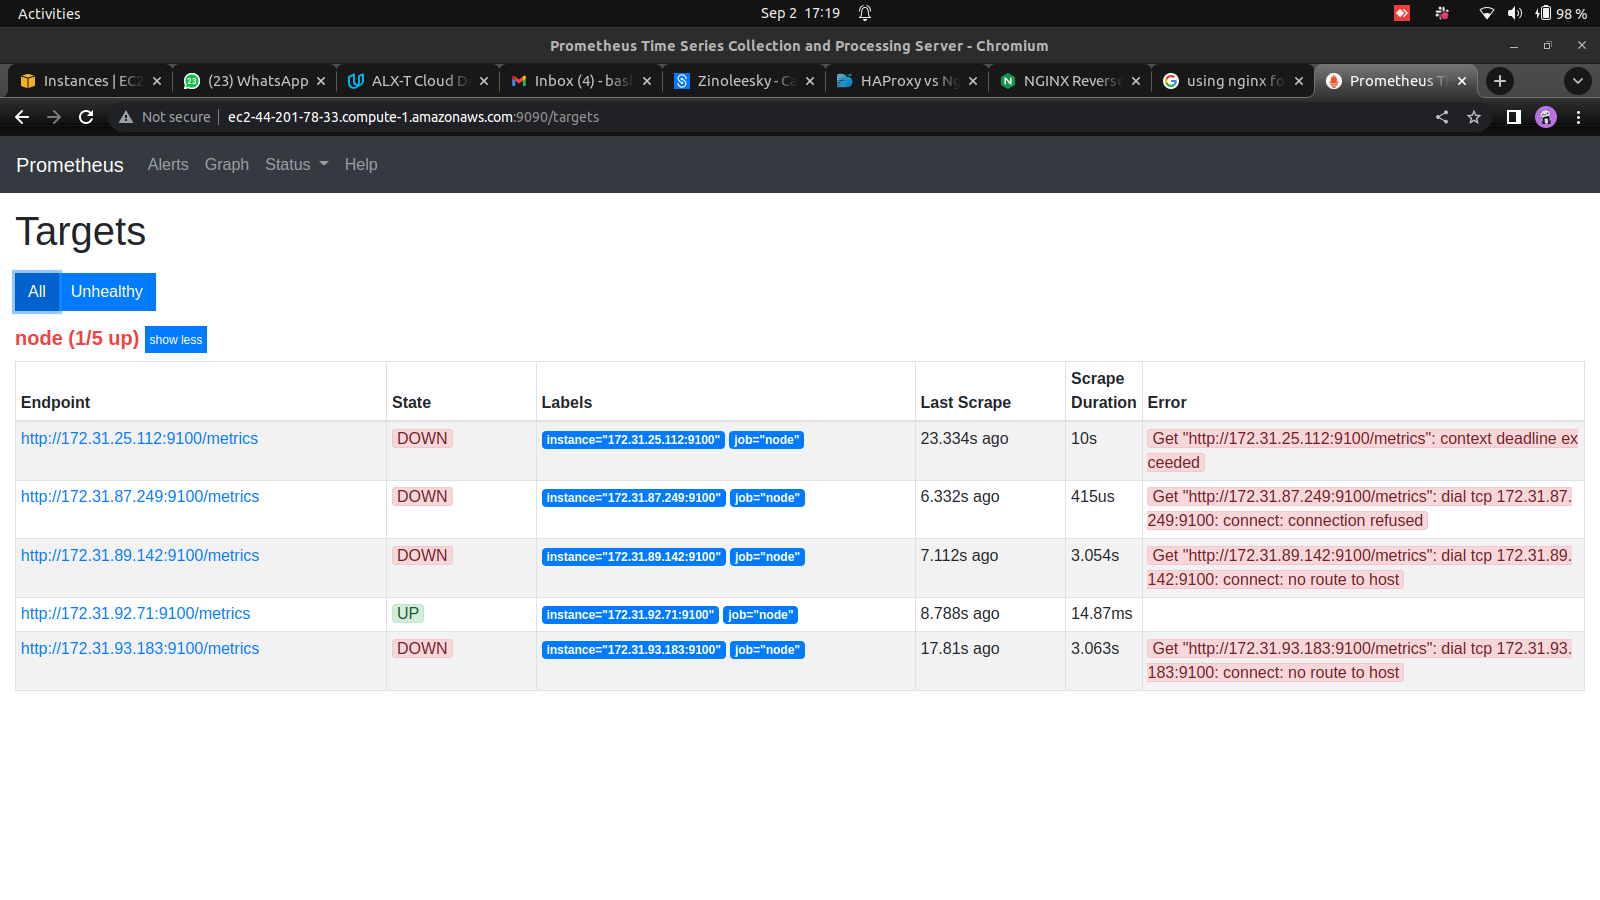 Activities
Sep 2 17:19
98 %
Prometheus Time Series Collection and Processing Server - Chromium
Instances | EC2
(23) WhatsApp
ALX-T Cloud D
Inbox (4) - bas
Zinoleesky - Ca
HAProxy vs Ng
NGINX Reverse
using nginx fo
Prometheus Ti
Not secure
ec2-44-201-78-33.compute-1.amazonaws.com:9090/targets
Prometheus
Alerts
Graph
Status
Help
Targets
All
Unhealthy
node (1/5 up)
show less
Endpoint
State
Labels
Last Scrape
Scrape
Duration
Error
http://172.31.25.112:9100/metrics
DOWN
instance="172.31.25.112:9100" job="node"
23.334s ago
10s
Get "http://172.31.25.112:9100/metrics": context deadline ex
ceeded
http://172.31.87.249:9100/metrics
DOWN
instance="172.31.87.249:9100" job="node"
6.332s ago
415us
Get "http://172.31.87.249:9100/metrics": dial tcp 172.31.87.
249:9100: connect: connection refused
http://172.31.89.142:9100/metrics
DOWN
instance="172.31.89.142:9100" job="node"
7.112s ago
3.054s
Get "http://172.31.89.142:9100/metrics": dial tcp 172.31.89.
142:9100: connect: no route to host
http://172.31.92.71:9100/metrics
UP
instance="172.31.92.71:9100" job="node"
8.788s ago
14.87ms
http://172.31.93.183:9100/metrics
DOWN
instance="172.31.93.183:9100" job="node"
17.81s ago
3.063s
Get "http://172.31.93.183:9100/metrics": dial tcp 172.31.93.
183:9100: connect: no route to host